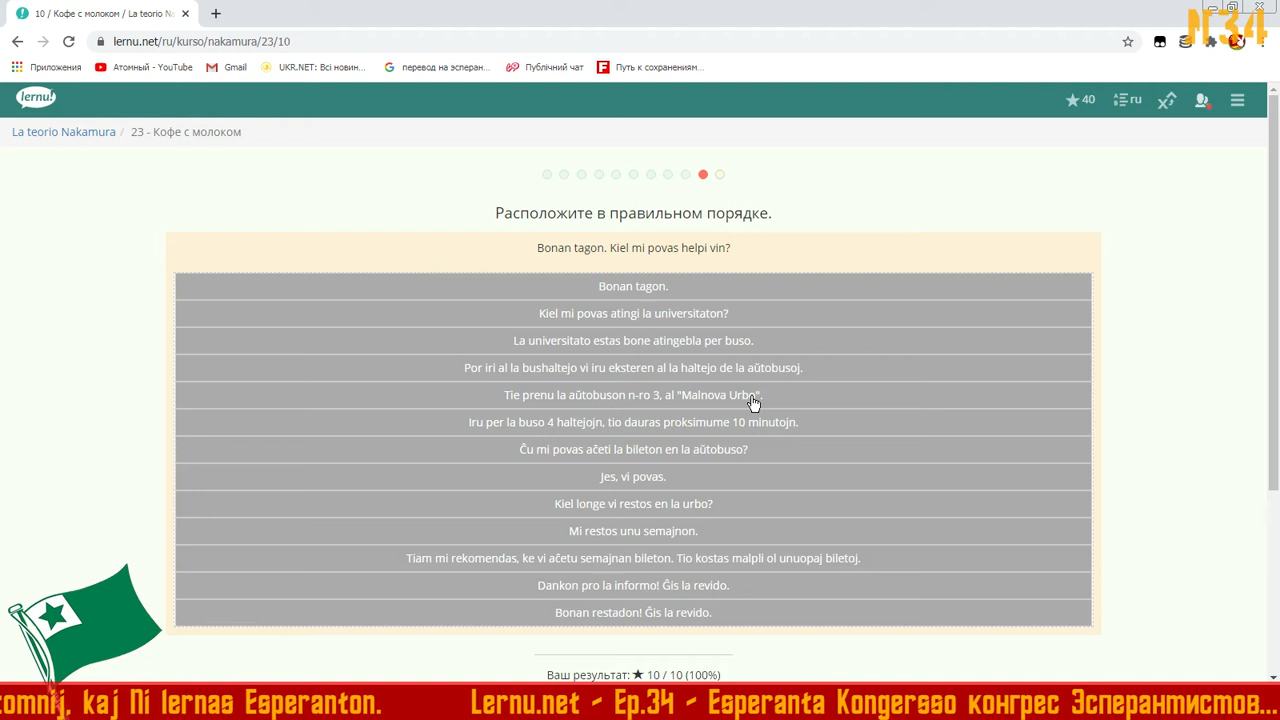 10 / Кофе с молоком / La teorio Na
N34
lernu.net/ru/kurso/nakamura/23/10
Приложения
Атомный - YouTube
Gmail
UKR.NET: Всі новин...
перевод на эсперан...
Публічний чат
Путь к сохранениям...
lernu!
40
ru
La teorio Nakamura / 23 - Кофе с молоком
Расположите в правильном порядке.
Bonan tagon. Kiel mi povas helpi vin?
Bonan tagon.
Kiel mi povas atingi la universitaton?
La universitato estas bone atingebla per buso.
Por iri al la bushaltejo vi iru eksteren al la haltejo de la aŭtobusoj.
Tie prenu la aŭtobuson n-ro 3, al "Malnova Urbo".
Iru per la buso 4 haltejojn, tio dauras proksimume 10 minutojn.
Ĉu mi povas aĉeti la bileton en la aŭtobuso?
Jes, vi povas.
Kiel longe vi restos en la urbo?
Mi restos unu semajnon.
Tiam mi rekomendas, ke vi aĉetu semajnan bileton. Tio kostas malpli ol unuopaj biletoj.
Dankon pro la informo! Ĝis la revido.
Bonan restadon! Ĝis la revido.
Ваш результат: ★ 10 / 10 (100%)
tomnij, kaj Ni lernas Esperanton.
Lernu.net - Ep.34 - Esperanta Kongersso конгрес Эсперантистов...